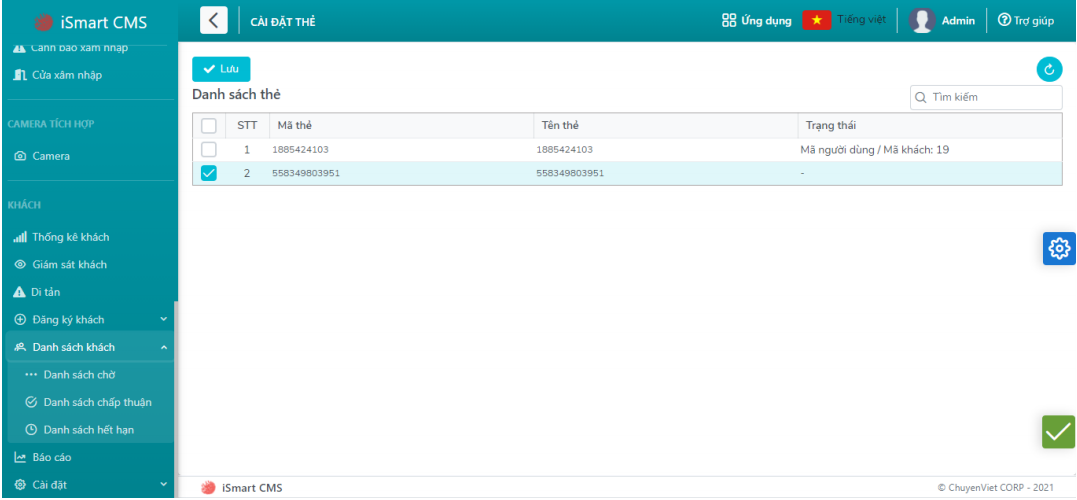 iSmart CMS
CÀI ĐẶT THẺ
Ứng dụng
Tiếng việt
Admin
Trợ giúp
Cảnh báo xâm nhập
Cửa xâm nhập
CAMERA TÍCH HỢP
Camera
KHÁCH
Thống kê khách
Giám sát khách
Di tản
Đăng ký khách
Danh sách khách
Danh sách chờ
Danh sách chấp thuận
Danh sách hết hạn
Báo cáo
Cài đặt
Lưu
Danh sách thẻ
Tìm kiếm
STT Mã thẻ Tên thẻ Trạng thái
1 1885424103 1885424103 Mã người dùng / Mã khách: 19
2 558349803951 558349803951 -
iSmart CMS
© ChuyenViet CORP - 2021